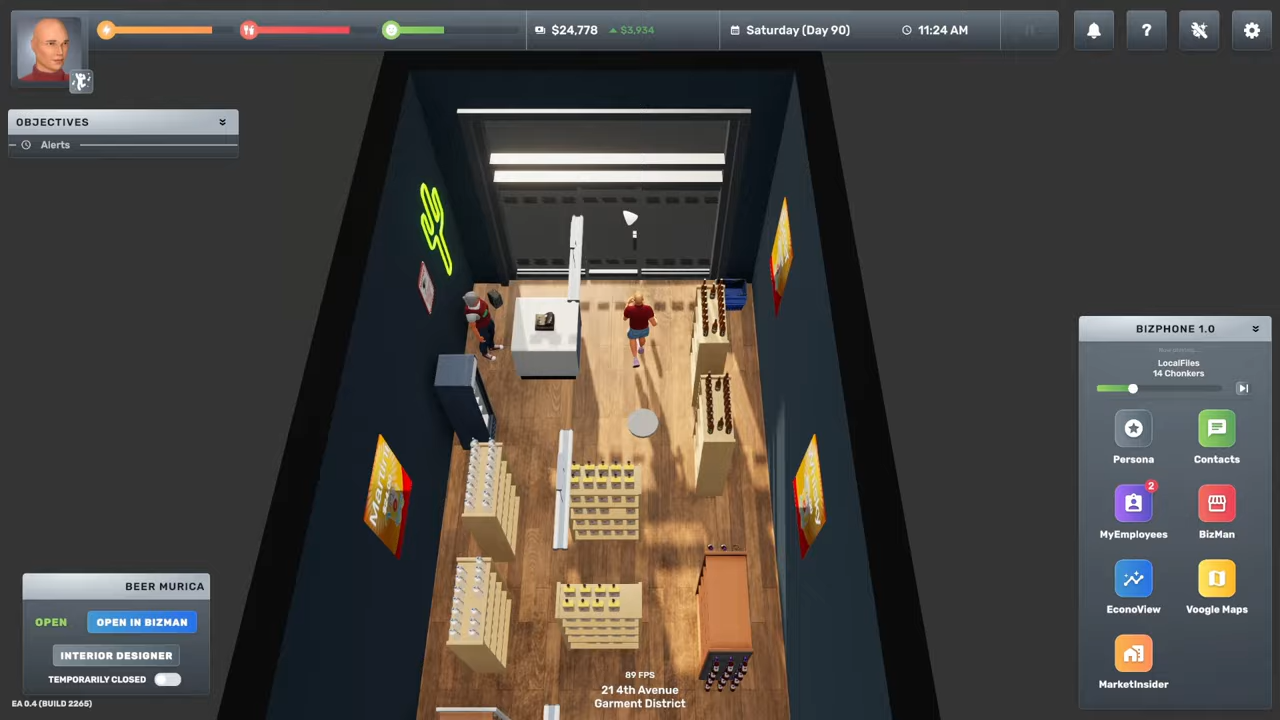 $24,778
$3,934
Saturday (Day 90)
11:24 AM
?
OBJECTIVES
Alerts
BIZPHONE 1.0
LocalFiles
14 Chonkers
Persona
Contacts
2
MyEmployees
BizMan
EconoView
Voogle Maps
MarketInsider
BEER MURICA
OPEN
OPEN IN BIZMAN
INTERIOR DESIGNER
TEMPORARILY CLOSED
EA 0.4 (BUILD 2265)
89 FPS
21 4th Avenue
Garment District